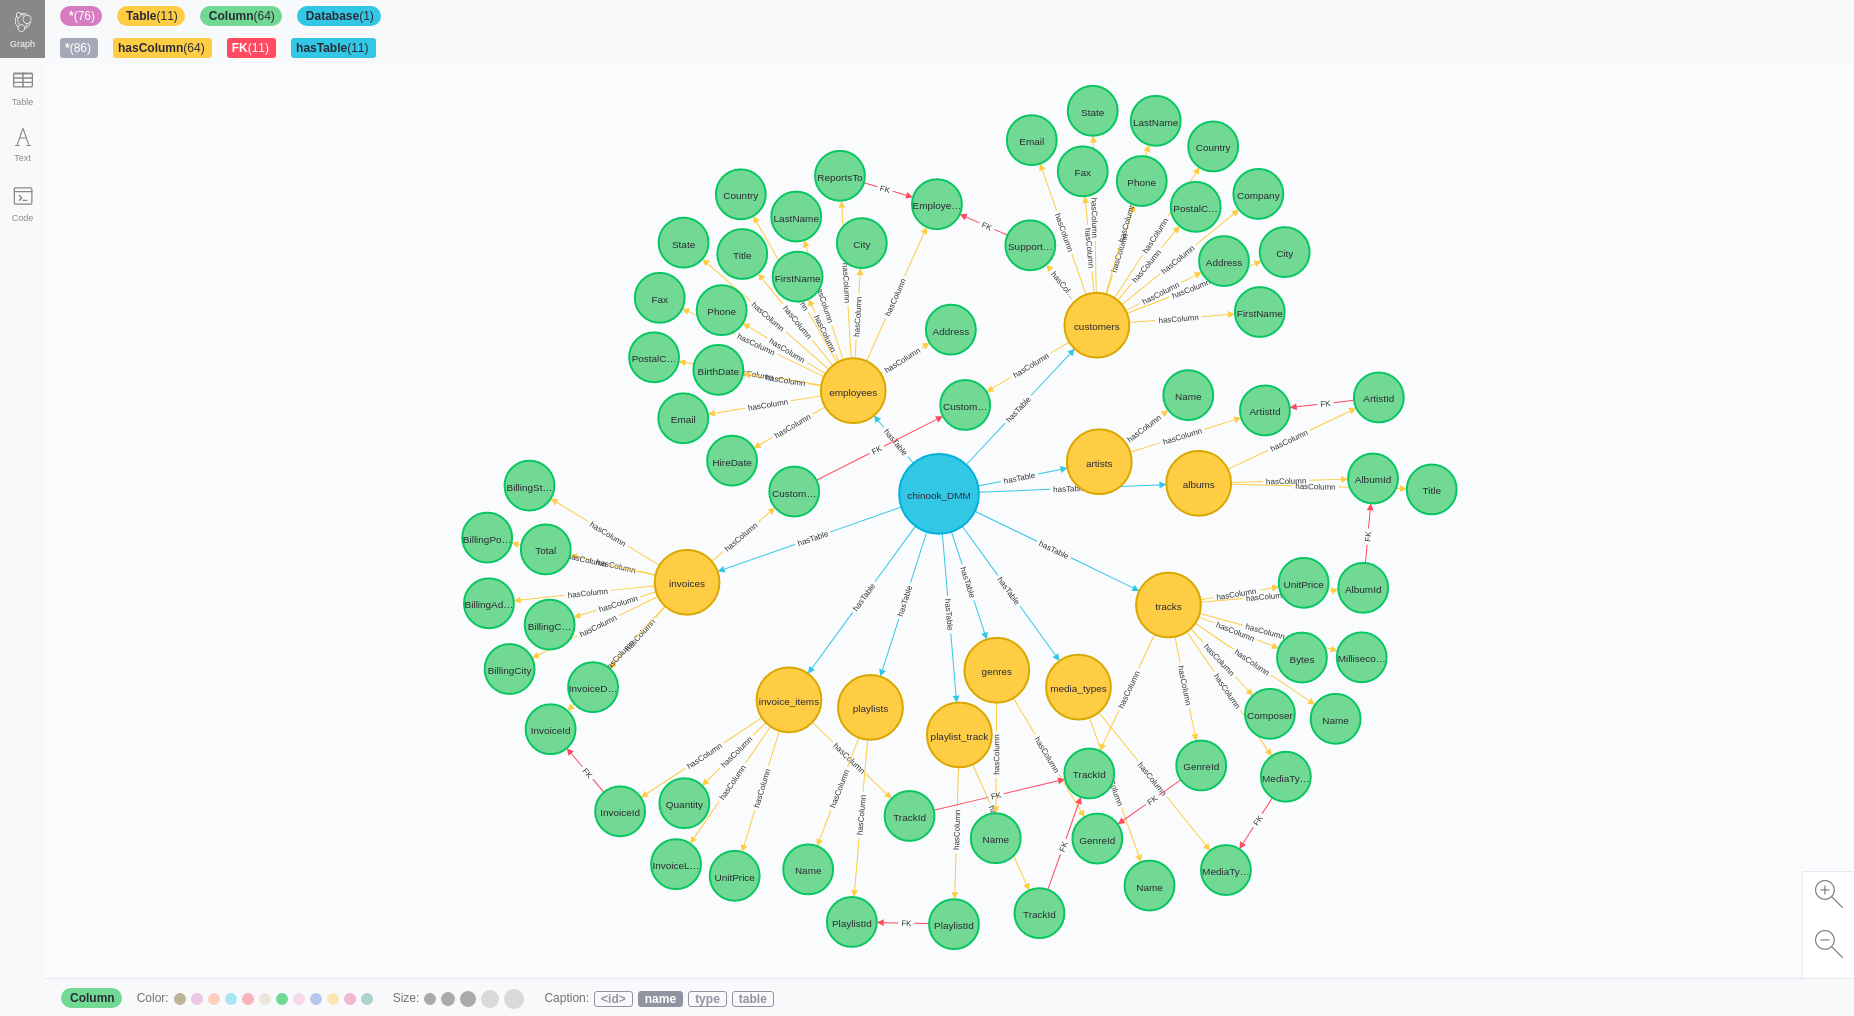 *(76) Table(11) Column(64) Database(1)
*(86) hasColumn(64) FK(11) hasTable(11)
Graph
Table
Text
Code
State
LastName
Email
Country
Fax
Phone
Company
PostalC…
ReportsTo
Employe…
Country
LastName
Support…
City
Address
City
State
Title
FirstName
Fax
Phone
FirstName
customers
Address
PostalC…
BirthDate
employees
Email
HireDate
Custom…
Name
ArtistId
ArtistId
artists
albums
AlbumId
Title
chinook_DMM
Custom…
BillingSt…
BillingPo…
Total
invoices
BillingAd…
BillingC…
BillingCity
InvoiceD…
InvoiceId
tracks
UnitPrice
AlbumId
Bytes
Milliseco…
Composer
Name
genres
media_types
invoice_items
playlists
playlist_track
TrackId
GenreId
MediaTy…
InvoiceId
Quantity
TrackId
Name
GenreId
InvoiceL…
UnitPrice
Name
Name
MediaTy…
PlaylistId
PlaylistId
TrackId
hasColumn
hasTable
FK
Column Color: Size: Caption: <id> name type table